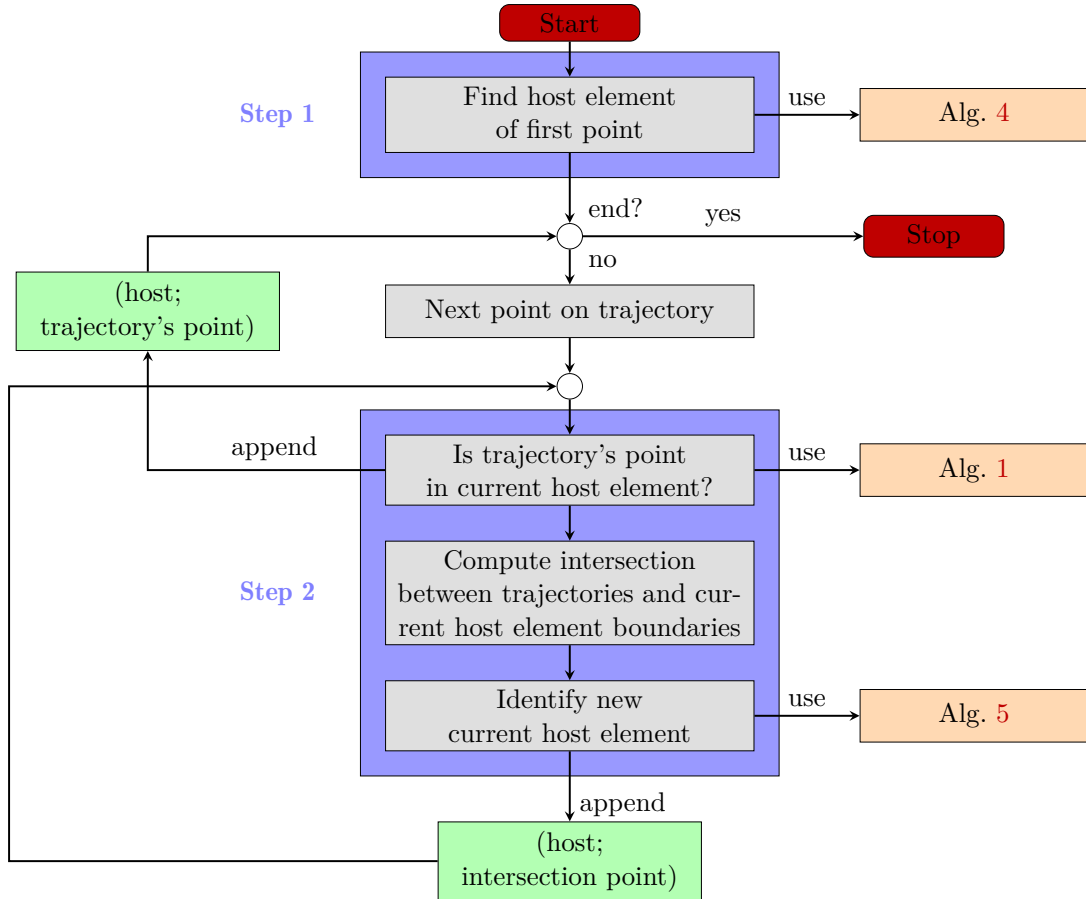 Start
Step 1
Find host element
of first point
use
Alg. 4
end?
yes
Stop
no
(host;
trajectory's point)
Next point on trajectory
append
Is trajectory's point
in current host element?
use
Alg. 1
Step 2
Compute intersection
between trajectories and cur-
rent host element boundaries
Identify new
current host element
use
Alg. 5
append
(host;
intersection point)